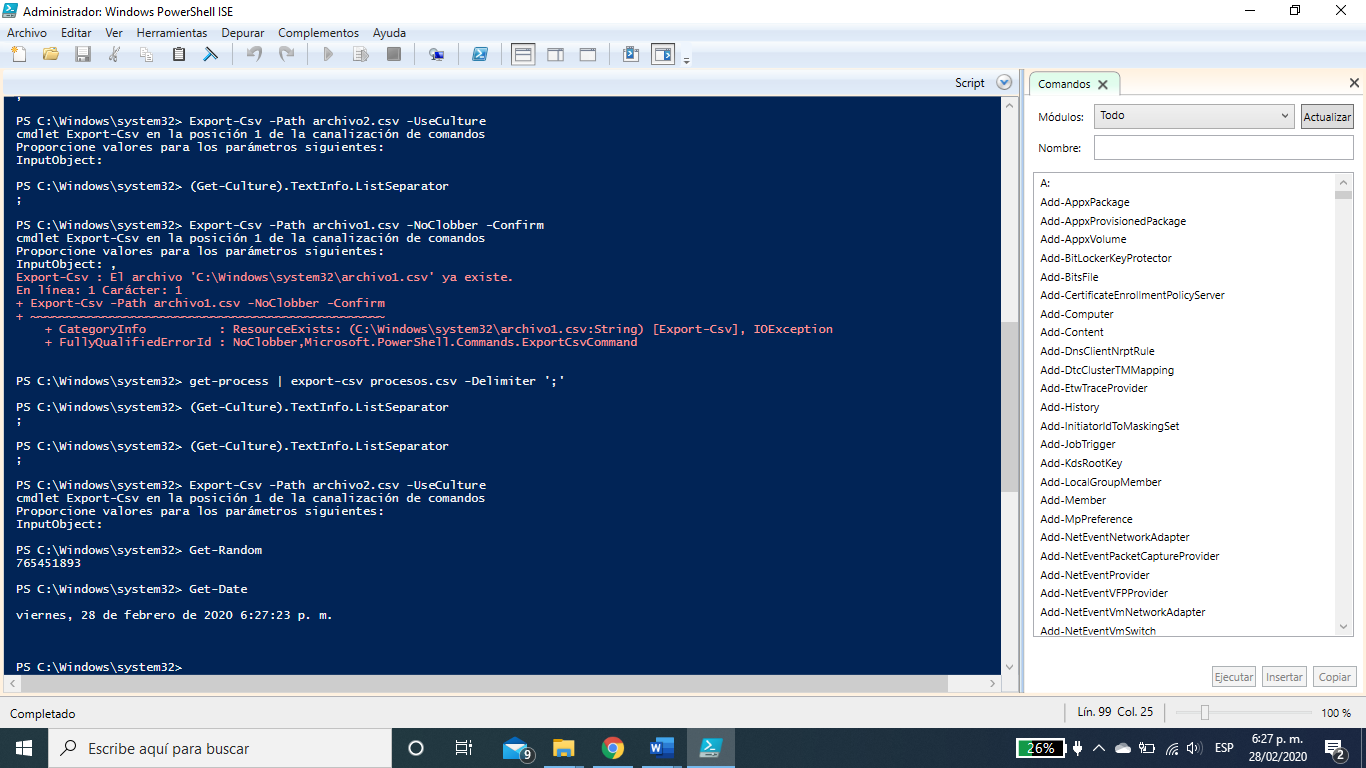 Administrador: Windows PowerShell ISE
Archivo Editar Ver Herramientas Depurar Complementos Ayuda
Script
;
PS C:\Windows\system32> Export-Csv -Path archivo2.csv -UseCulture
cmdlet Export-Csv en la posición 1 de la canalización de comandos
Proporcione valores para los parámetros siguientes:
InputObject:
PS C:\Windows\system32> (Get-Culture).TextInfo.ListSeparator
;
PS C:\Windows\system32> Export-Csv -Path archivo1.csv -NoClobber -Confirm
cmdlet Export-Csv en la posición 1 de la canalización de comandos
Proporcione valores para los parámetros siguientes:
InputObject: ,
Export-Csv : El archivo 'C:\Windows\system32\archivo1.csv' ya existe.
En línea: 1 Carácter: 1
+ Export-Csv -Path archivo1.csv -NoClobber -Confirm
+ ~~~~~~~~~~~~~~~~~~~~~~~~~~~~~~~~~~~~~~~~~~~~~~~~~
+ CategoryInfo : ResourceExists: (C:\Windows\system32\archivo1.csv:String) [Export-Csv], IOException
+ FullyQualifiedErrorId : NoClobber,Microsoft.PowerShell.Commands.ExportCsvCommand
PS C:\Windows\system32> get-process | export-csv procesos.csv -Delimiter ';'
PS C:\Windows\system32> (Get-Culture).TextInfo.ListSeparator
;
PS C:\Windows\system32> (Get-Culture).TextInfo.ListSeparator
;
PS C:\Windows\system32> Export-Csv -Path archivo2.csv -UseCulture
cmdlet Export-Csv en la posición 1 de la canalización de comandos
Proporcione valores para los parámetros siguientes:
InputObject:
PS C:\Windows\system32> Get-Random
765451893
PS C:\Windows\system32> Get-Date
viernes, 28 de febrero de 2020 6:27:23 p. m.
PS C:\Windows\system32>
Comandos
Módulos: Todo Actualizar
Nombre:
A:
Add-AppxPackage
Add-AppxProvisionedPackage
Add-AppxVolume
Add-BitLockerKeyProtector
Add-BitsFile
Add-CertificateEnrollmentPolicyServer
Add-Computer
Add-Content
Add-DnsClientNrptRule
Add-DtcClusterTMMapping
Add-EtwTraceProvider
Add-History
Add-InitiatorIdToMaskingSet
Add-JobTrigger
Add-KdsRootKey
Add-LocalGroupMember
Add-Member
Add-MpPreference
Add-NetEventNetworkAdapter
Add-NetEventPacketCaptureProvider
Add-NetEventProvider
Add-NetEventVFPProvider
Add-NetEventVmNetworkAdapter
Add-NetEventVmSwitch
Ejecutar Insertar Copiar
Completado
Lín. 99 Col. 25
100 %
Escribe aquí para buscar
9
26%
ESP
6:27 p. m.
28/02/2020
2